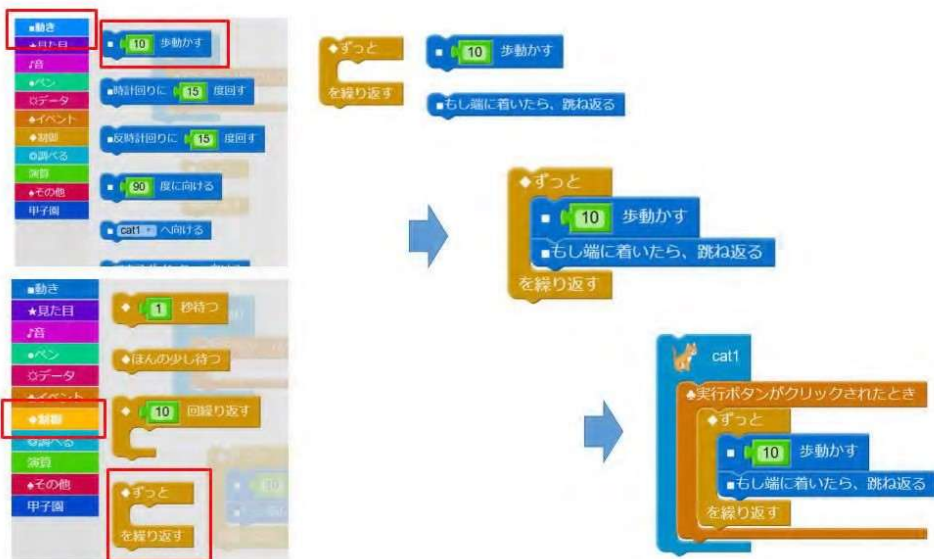 ■動き
★見た目
♪音
●ペン
✿データ
♣イベント
◆制御
❂調べる
演算
♠その他
甲子園
■ 10 歩動かす
■時計回りに 15 度回す
■反時計回りに 15 度回す
■ 90 度に向ける
■ cat1 へ向ける
◆ずっと
を繰り返す
■ 10 歩動かす
■もし端に着いたら、跳ね返る
◆ずっと
■ 10 歩動かす
■もし端に着いたら、跳ね返る
を繰り返す
■動き
★見た目
♪音
●ペン
✿データ
♣イベント
◆制御
❂調べる
演算
♠その他
甲子園
◆ 1 秒待つ
◆ほんの少し待つ
◆ 10 回繰り返す
◆ずっと
を繰り返す
cat1
♣実行ボタンがクリックされたとき
◆ずっと
■ 10 歩動かす
■もし端に着いたら、跳ね返る
を繰り返す